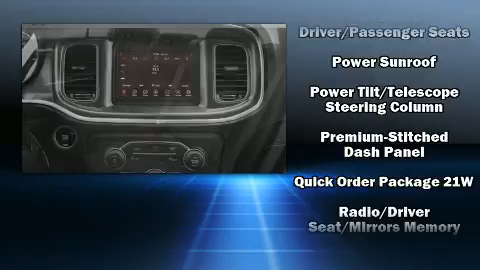 Driver/Passenger Seats
Power Sunroof
Power Tilt/Telescope
Steering Column
Premium-Stitched
Dash Panel
Quick Order Package 21W
Radio/Driver
Seat/Mirrors Memory